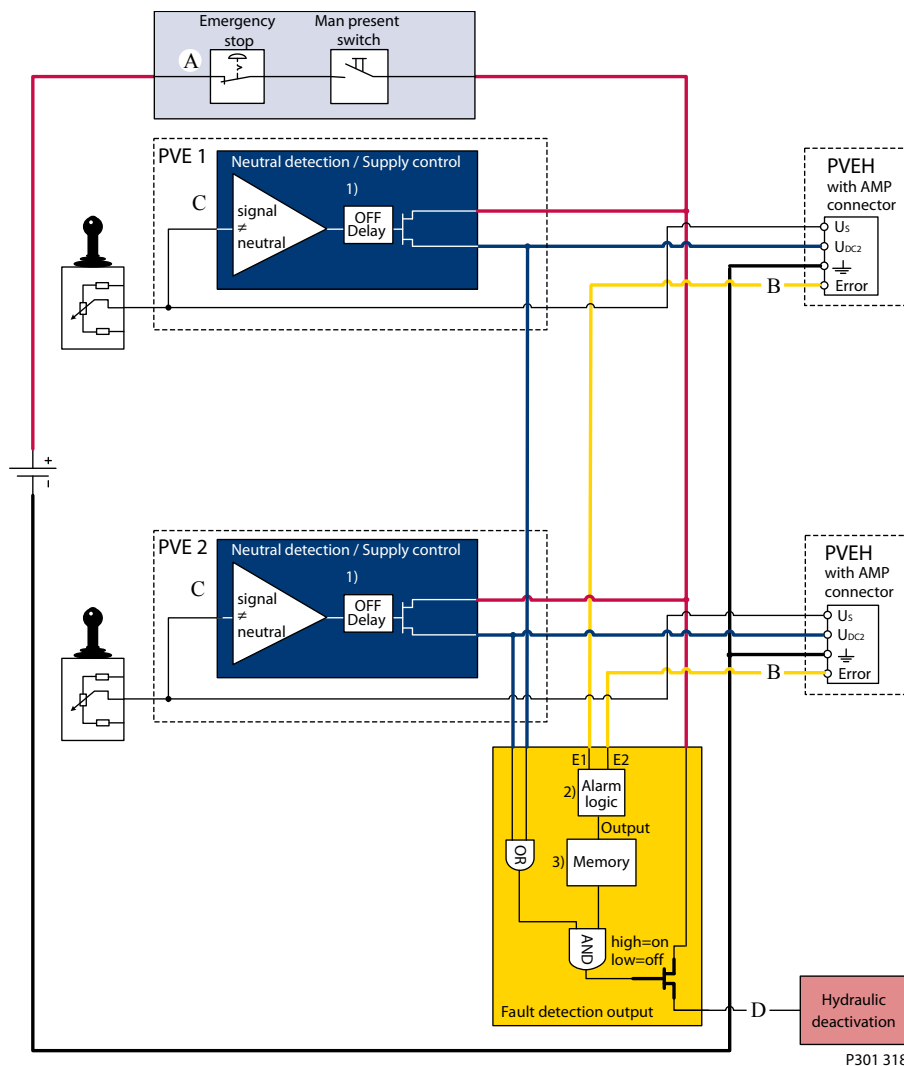 Emergency
stop
Man present
switch
A
PVE 1
Neutral detection / Supply control
1)
C
signal
≠
neutral
OFF
Delay
PVEH
with AMP
connector
US
UDC2
Error
B
+
−
PVE 2
Neutral detection / Supply control
1)
C
signal
≠
neutral
OFF
Delay
PVEH
with AMP
connector
US
UDC2
Error
B
E1 E2
2)
Alarm
logic
Output
OR
3)
Memory
AND
high=on
low=off
Fault detection output
D
Hydraulic
deactivation
P301 318